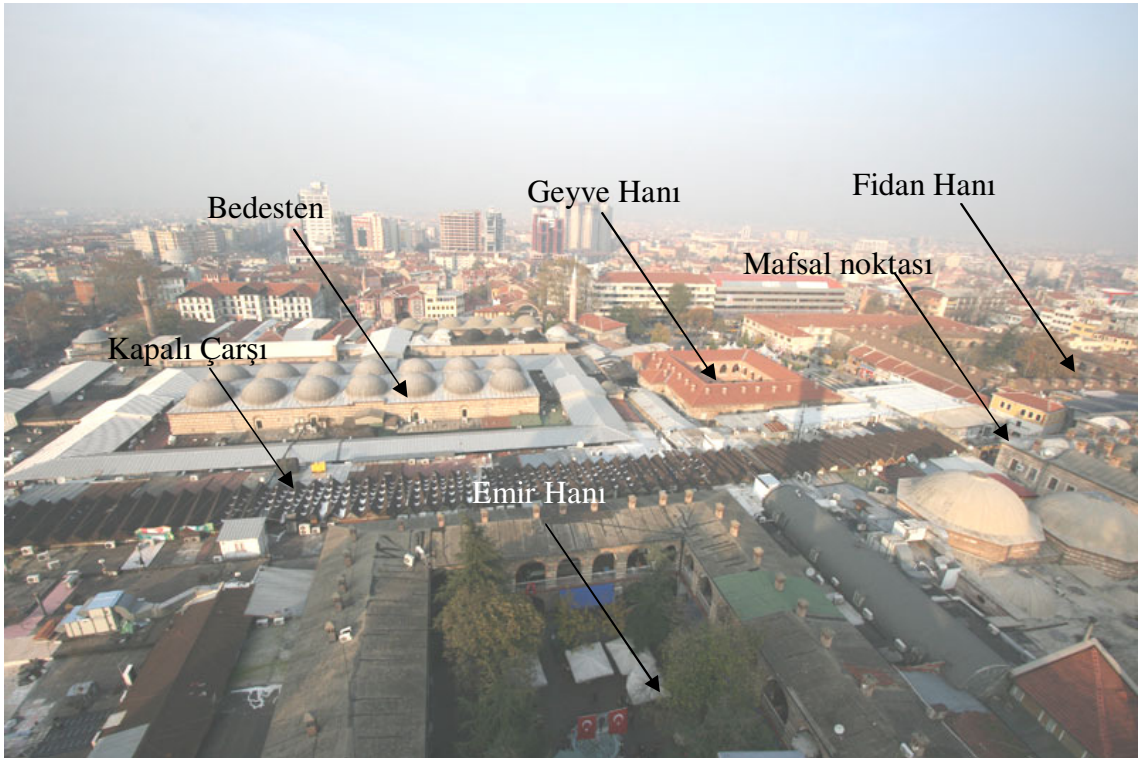 Fidan Hanı
Geyve Hanı
Bedesten
Mafsal noktası
Kapalı Çarşı
Emir Hanı